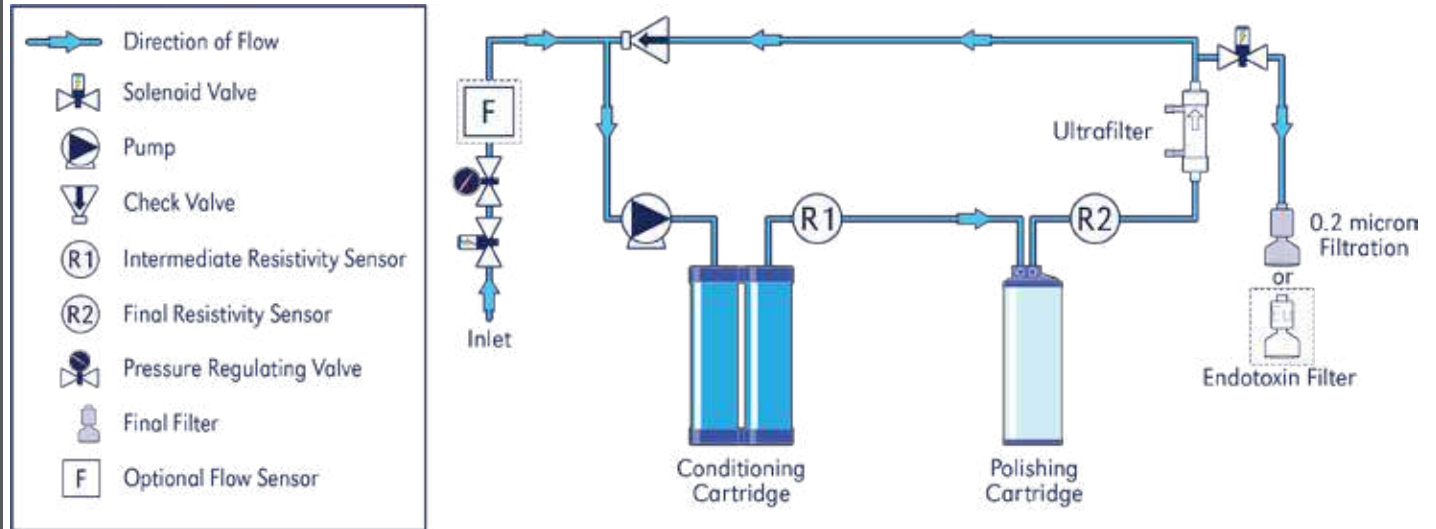 Direction of Flow
Solenoid Valve
Pump
Check Valve
R1 Intermediate Resistivity Sensor
R2 Final Resistivity Sensor
Pressure Regulating Valve
Final Filter
F Optional Flow Sensor
F
Inlet
R1
Conditioning
Cartridge
R2
Polishing
Cartridge
Ultrafilter
0.2 micron
Filtration
or
Endotoxin Filter